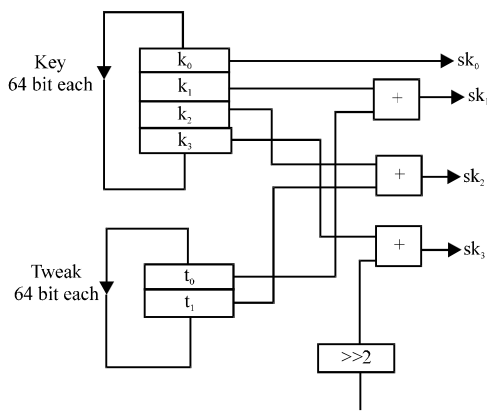 Key
64 bit each
k₀
k₁
k₂
k₃
sk₀
sk₁
+
+
sk₂
+
sk₃
Tweak
64 bit each
t₀
t₁
>>2